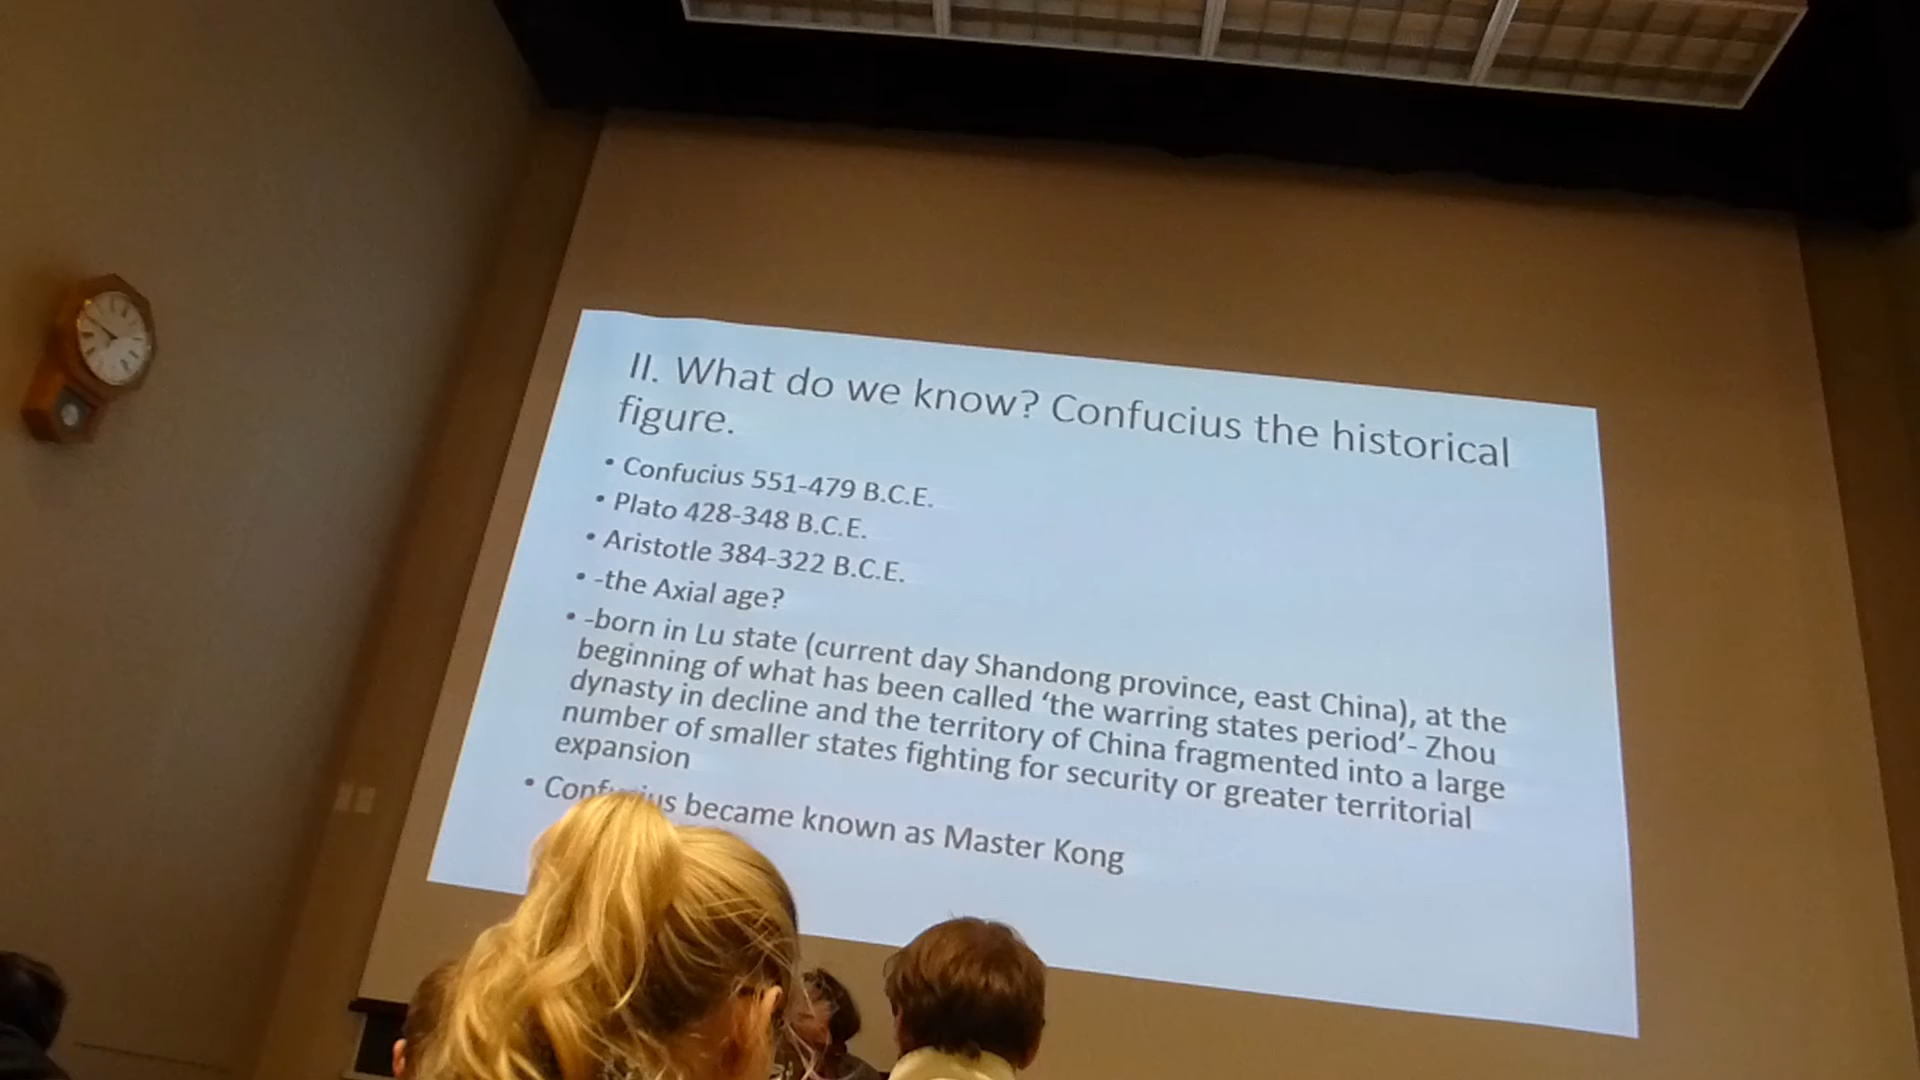 II. What do we know? Confucius the historical
figure.
• Confucius 551-479 B.C.E.
• Plato 428-348 B.C.E.
• Aristotle 384-322 B.C.E.
• -the Axial age?
• -born in Lu state (current day Shandong province, east China), at the
beginning of what has been called ‘the warring states period’- Zhou
dynasty in decline and the territory of China fragmented into a large
number of smaller states fighting for security or greater territorial
expansion
• Confucius became known as Master Kong